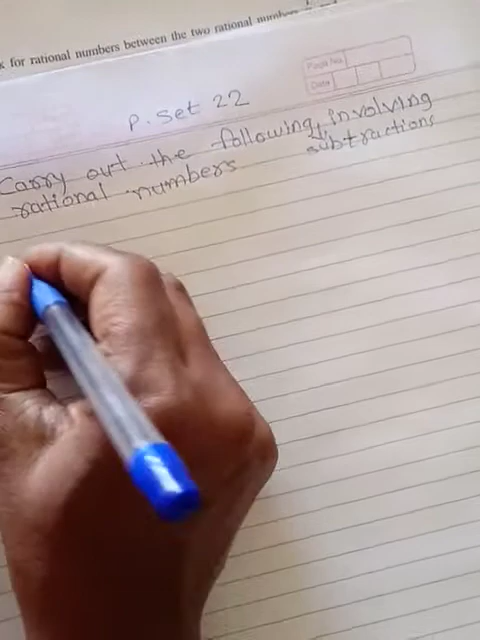 k for rational numbers between the two rational numbers
Page No.
Date
P. Set 22
Carry out the following involving
rational numbers subtractions